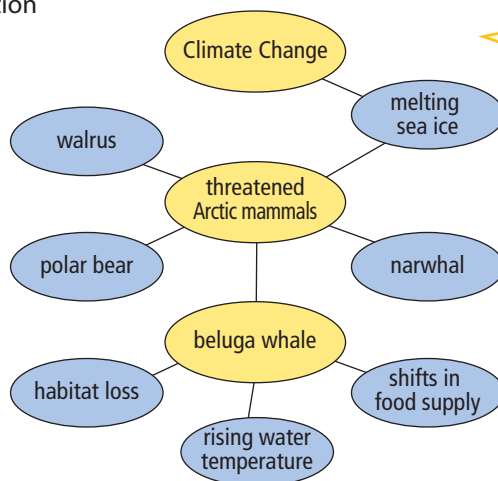 Climate Change
melting
sea ice
walrus
threatened
Arctic mammals
polar bear
narwhal
beluga whale
habitat loss
shifts in
food supply
rising water
temperature